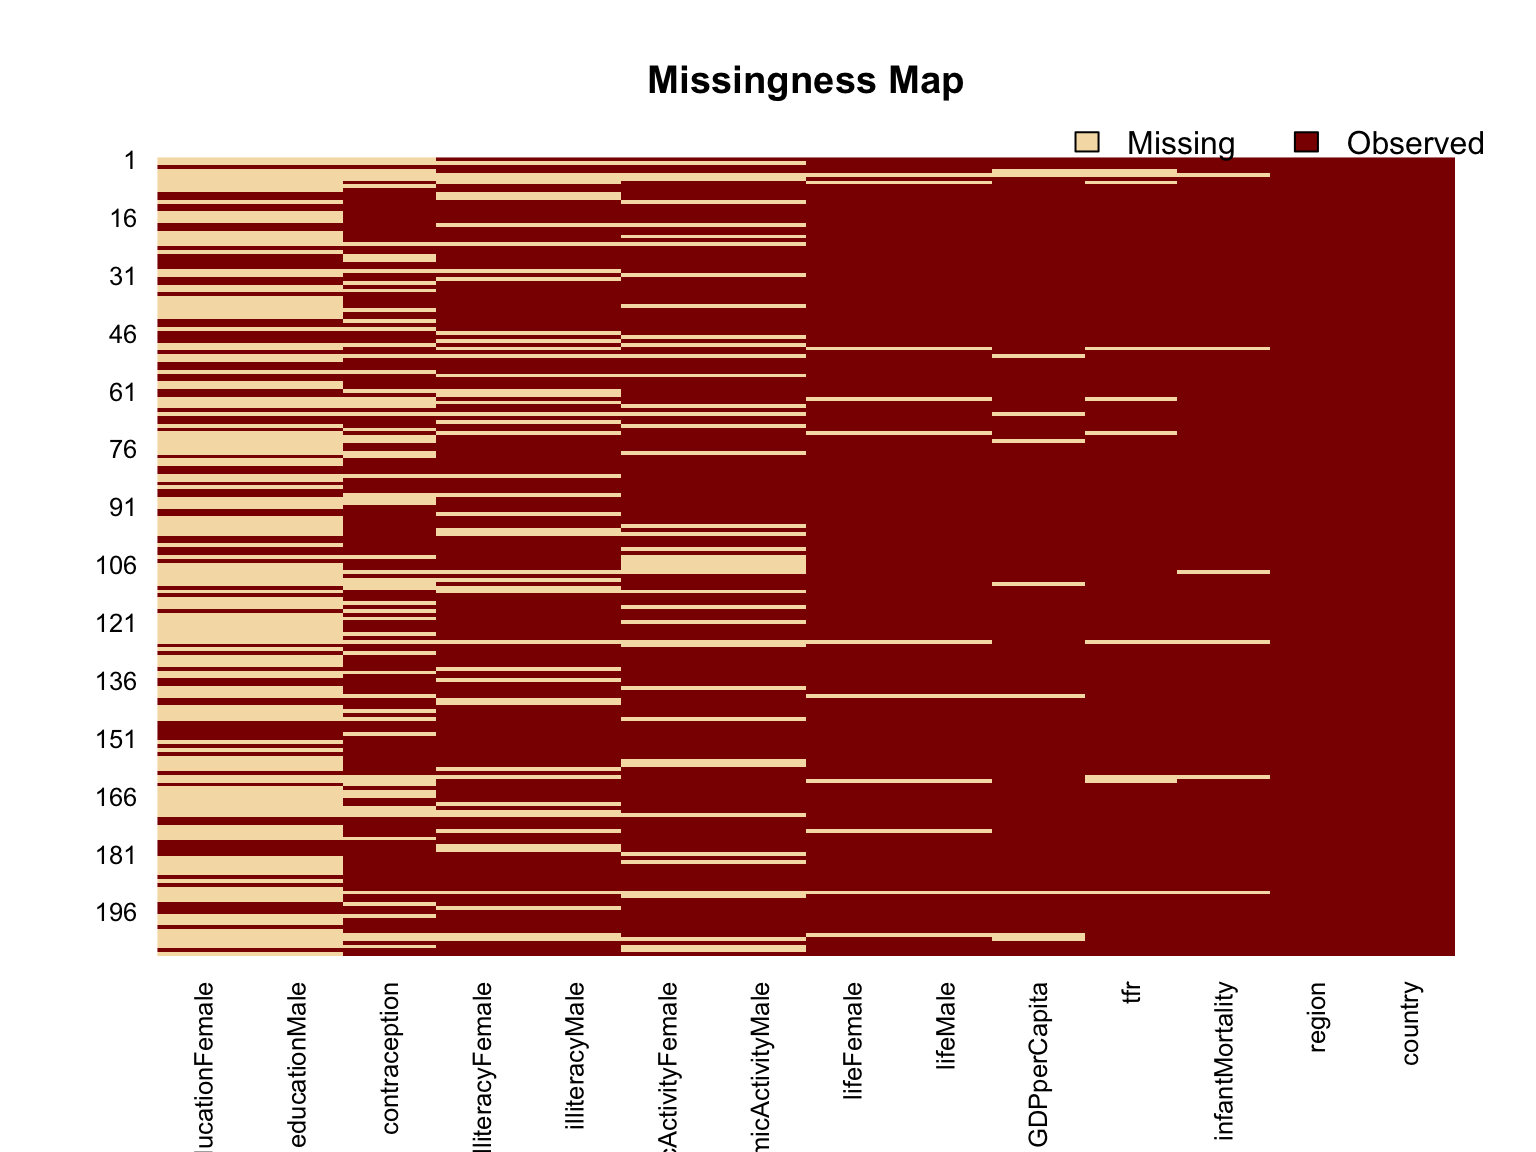 Missingness Map
Missing
Observed
1
16
31
46
61
76
91
106
121
136
151
166
181
196
educationMale
contraception
illiteracyMale
lifeFemale
lifeMale
GDPperCapita
tfr
infantMortality
region
country